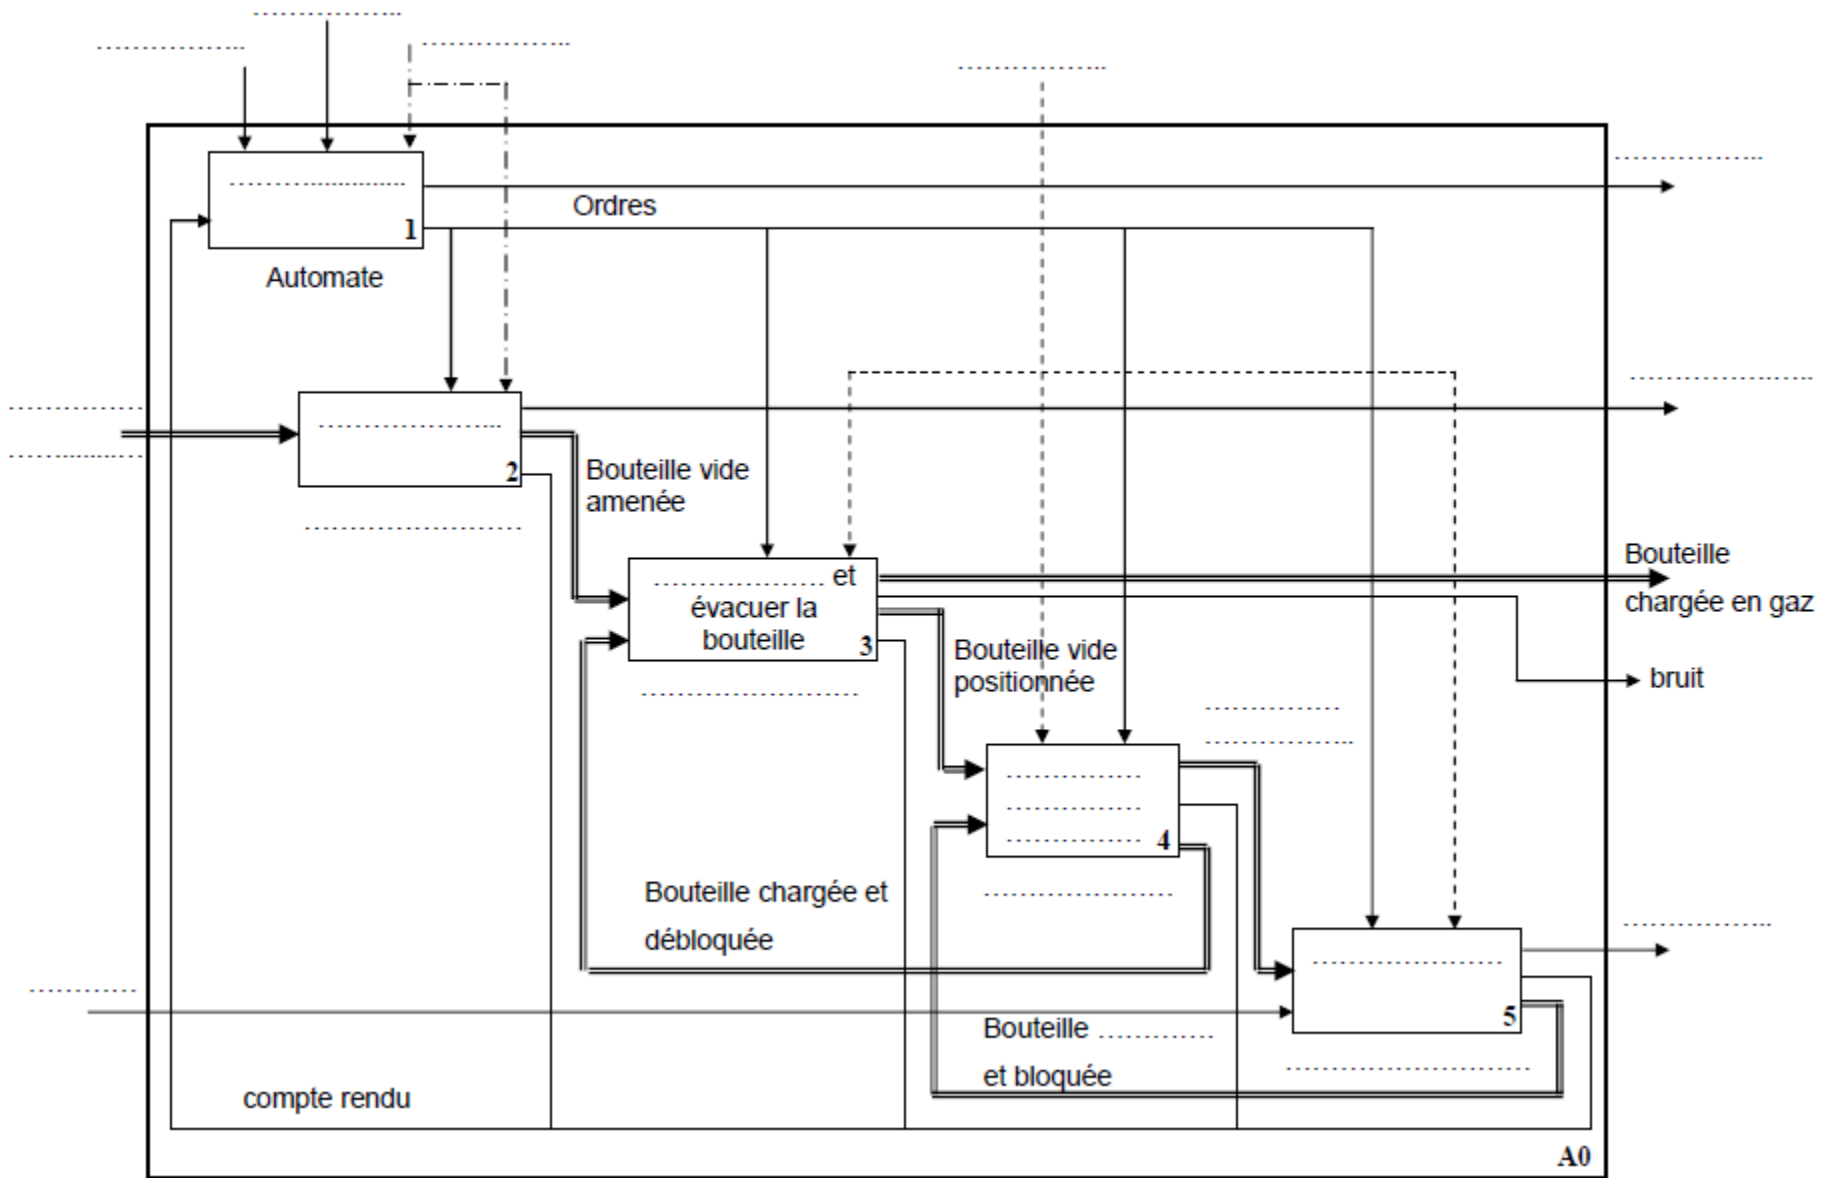 Ordres
1
Automate
2
Bouteille vide
amenée
et
évacuer la
bouteille
3
Bouteille
chargée en gaz
Bouteille vide
positionnée
bruit
4
Bouteille chargée et
débloquée
5
Bouteille
et bloquée
compte rendu
A0